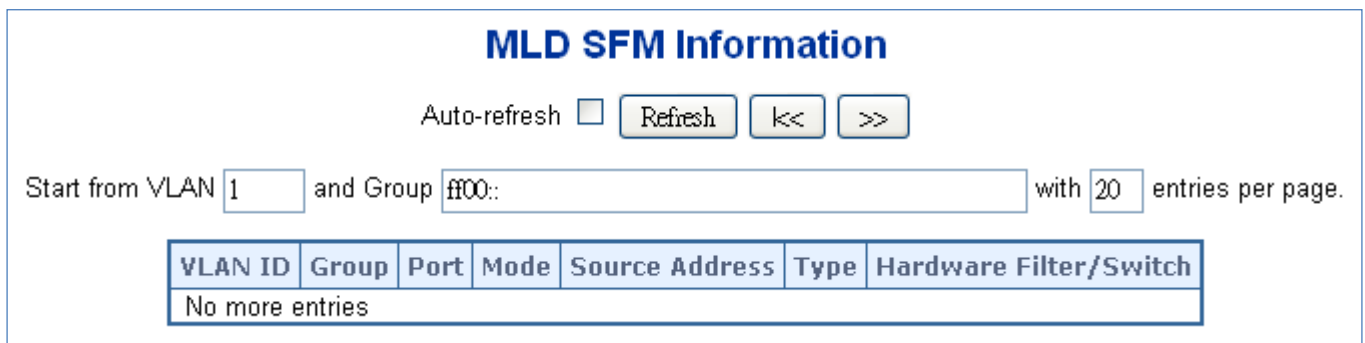 MLD SFM Information
Auto-refresh Refresh |<< >>
Start from VLAN 1 and Group ff00:: with 20 entries per page.
VLAN ID Group Port Mode Source Address Type Hardware Filter/Switch
No more entries